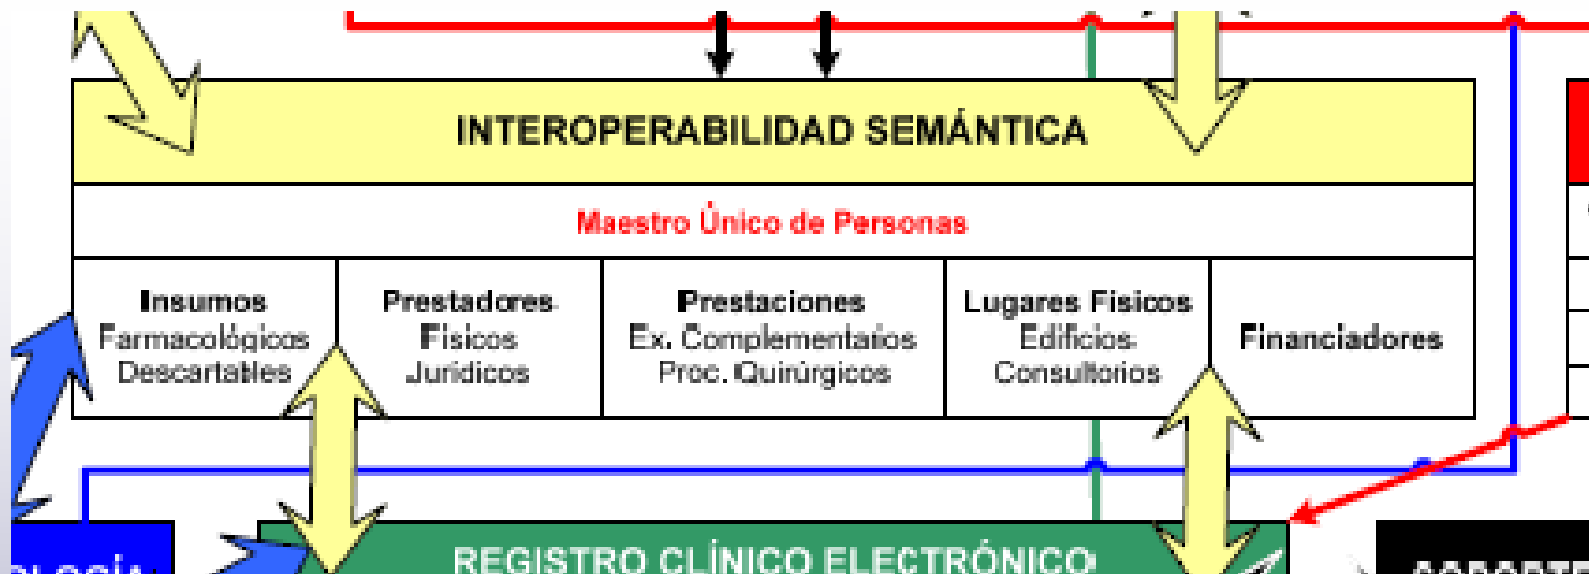 INTEROPERABILIDAD SEMÁNTICA
Maestro Único de Personas
Insumos
Farmacológicos
Descartables
Prestadores
Físicos
Jurídicos
Prestaciones
Ex. Complementarios
Proc. Quirúrgicos
Lugares Físicos
Edificios
Consultorios
Financiadores
REGISTRO CLÍNICO ELECTRÓNICO